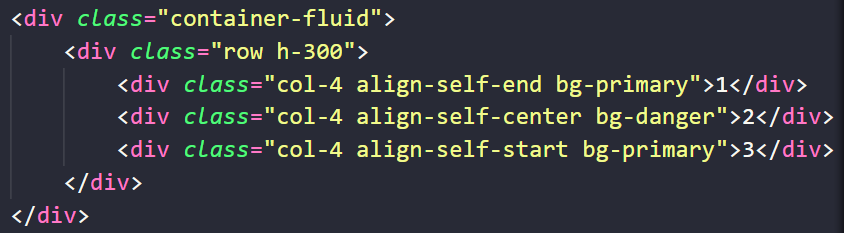 <div class="container-fluid">
    <div class="row h-300">
        <div class="col-4 align-self-end bg-primary">1</div>
        <div class="col-4 align-self-center bg-danger">2</div>
        <div class="col-4 align-self-start bg-primary">3</div>
    </div>
</div>